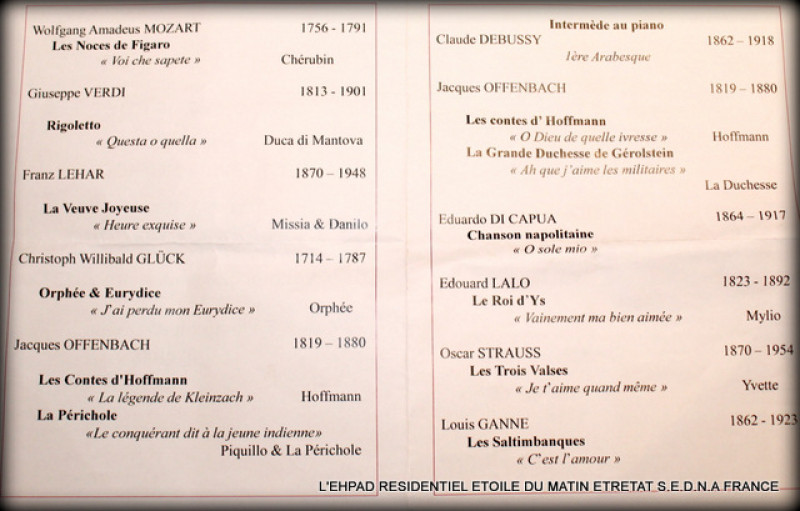 Wolfgang Amadeus MOZART 1756 - 1791
Les Noces de Figaro
« Voi che sapete » Chérubin
Giuseppe VERDI 1813 - 1901
Rigoletto
« Questa o quella » Duca di Mantova
Franz LEHAR 1870 – 1948
La Veuve Joyeuse
« Heure exquise » Missia & Danilo
Christoph Willibald GLÜCK 1714 – 1787
Orphée & Eurydice
« J'ai perdu mon Eurydice » Orphée
Jacques OFFENBACH 1819 – 1880
Les Contes d'Hoffmann
« La légende de Kleinzach » Hoffmann
La Périchole
«Le conquérant dit à la jeune indienne»
Piquillo & La Périchole
Intermède au piano
Claude DEBUSSY 1862 – 1918
1ère Arabesque
Jacques OFFENBACH 1819 – 1880
Les contes d' Hoffmann
« O Dieu de quelle ivresse » Hoffmann
La Grande Duchesse de Gérolstein
« Ah que j'aime les militaires »
La Duchesse
Eduardo DI CAPUA 1864 – 1917
Chanson napolitaine
« O sole mio »
Edouard LALO 1823 - 1892
Le Roi d'Ys
« Vainement ma bien aimée » Mylio
Oscar STRAUSS 1870 – 1954
Les Trois Valses
« Je t'aime quand même » Yvette
Louis GANNE 1862 - 1923
Les Saltimbanques
« C'est l'amour »
L'EHPAD RESIDENTIEL ETOILE DU MATIN ETRETAT S.E.D.N.A.FRANCE